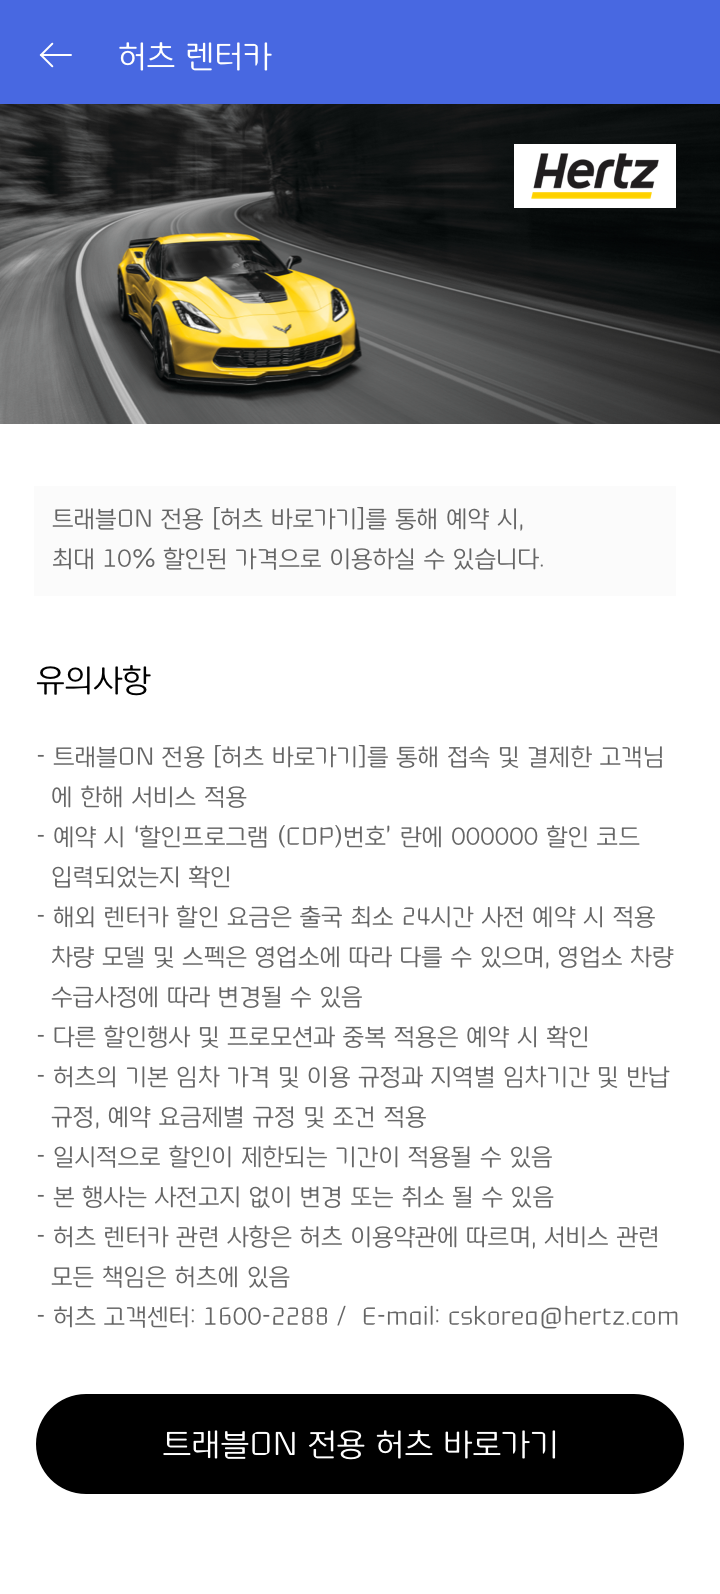 허츠 렌터카
Hertz
트래블ON 전용 [허츠 바로가기]를 통해 예약 시,
최대 10% 할인된 가격으로 이용하실 수 있습니다.
유의사항
- 트래블ON 전용 [허츠 바로가기]를 통해 접속 및 결제한 고객님
에 한해 서비스 적용
- 예약 시 ‘할인프로그램 (CDP)번호’ 란에 000000 할인 코드
입력되었는지 확인
- 해외 렌터카 할인 요금은 출국 최소 24시간 사전 예약 시 적용
차량 모델 및 스펙은 영업소에 따라 다를 수 있으며, 영업소 차량
수급사정에 따라 변경될 수 있음
- 다른 할인행사 및 프로모션과 중복 적용은 예약 시 확인
- 허츠의 기본 임차 가격 및 이용 규정과 지역별 임차기간 및 반납
규정, 예약 요금제별 규정 및 조건 적용
- 일시적으로 할인이 제한되는 기간이 적용될 수 있음
- 본 행사는 사전고지 없이 변경 또는 취소 될 수 있음
- 허츠 렌터카 관련 사항은 허츠 이용약관에 따르며, 서비스 관련
모든 책임은 허츠에 있음
- 허츠 고객센터: 1600-2288 /  E-mail: cskorea@hertz.com
트래블ON 전용 허츠 바로가기